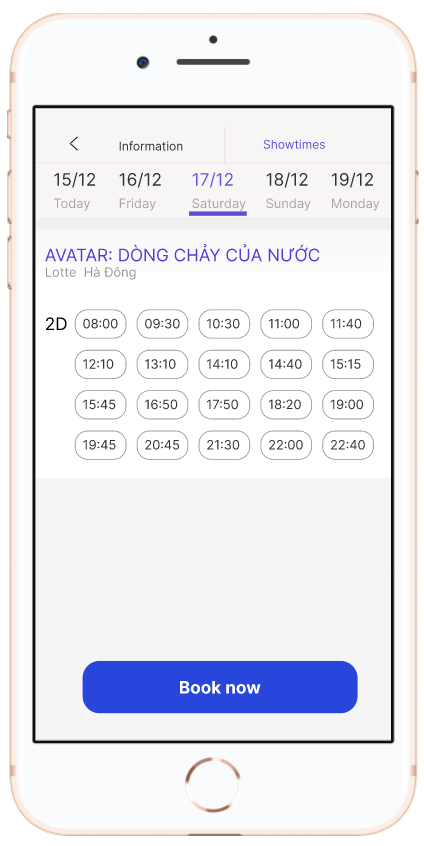 Information Showtimes
15/12 16/12 17/12 18/12 19/12
Today Friday Saturday Sunday Monday
AVATAR: DÒNG CHẢY CỦA NƯỚC
Lotte Hà Đông
2D 08:00 09:30 10:30 11:00 11:40
12:10 13:10 14:10 14:40 15:15
15:45 16:50 17:50 18:20 19:00
19:45 20:45 21:30 22:00 22:40
Book now